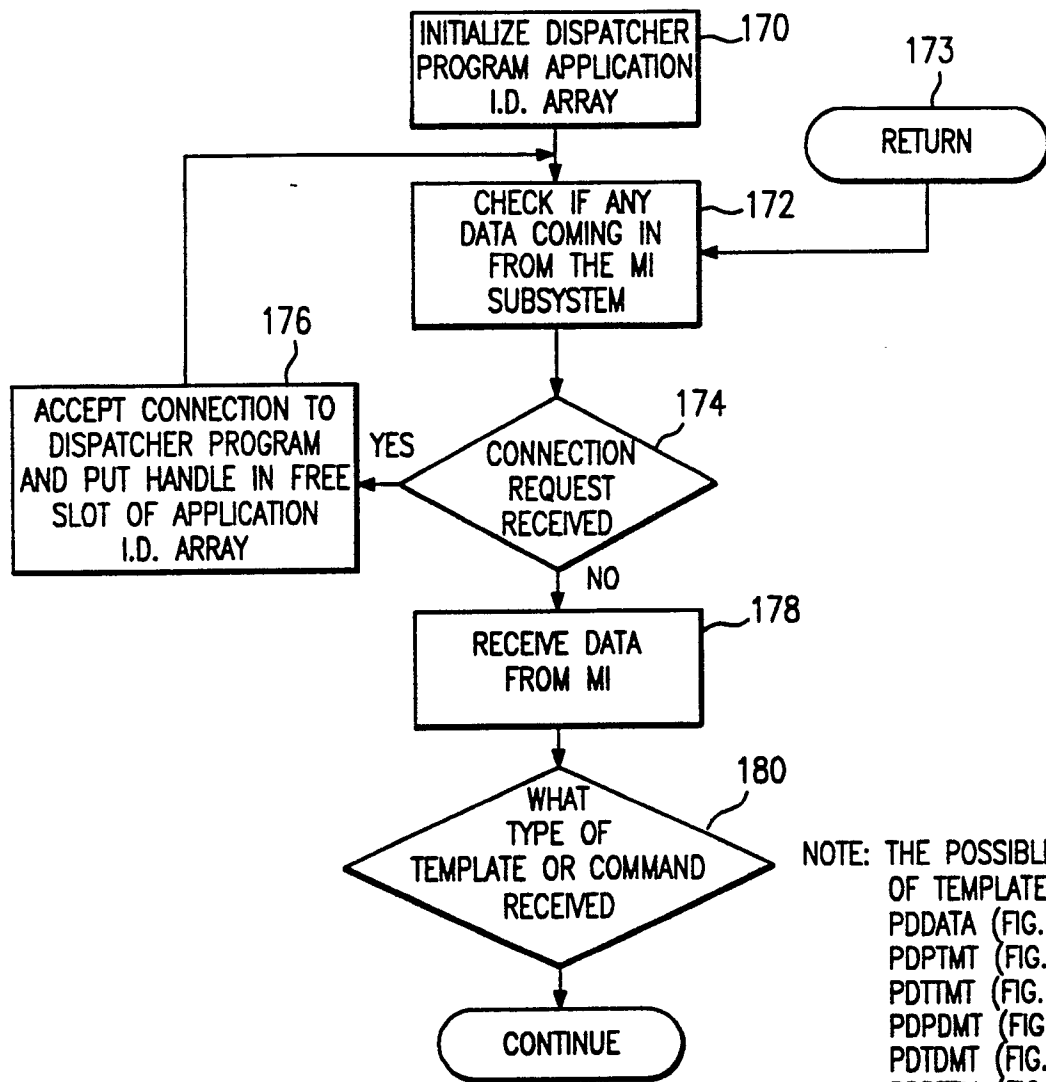 INITIALIZE DISPATCHER
PROGRAM APPLICATION
I.D. ARRAY
170
173
RETURN
CHECK IF ANY
DATA COMING IN
FROM THE MI
SUBSYSTEM
172
176
ACCEPT CONNECTION TO
DISPATCHER PROGRAM
AND PUT HANDLE IN FREE
SLOT OF APPLICATION
I.D. ARRAY
YES
174
CONNECTION
REQUEST
RECEIVED
NO
178
RECEIVE DATA
FROM MI
180
WHAT
TYPE OF
TEMPLATE OR COMMAND
RECEIVED
NOTE: THE POSSIBLE
OF TEMPLATE
PDDATA (FIG.
PDPTMT (FIG.
PDTTMT (FIG.
PDPDMT (FIG
PDTDMT (FIG.
CONTINUE